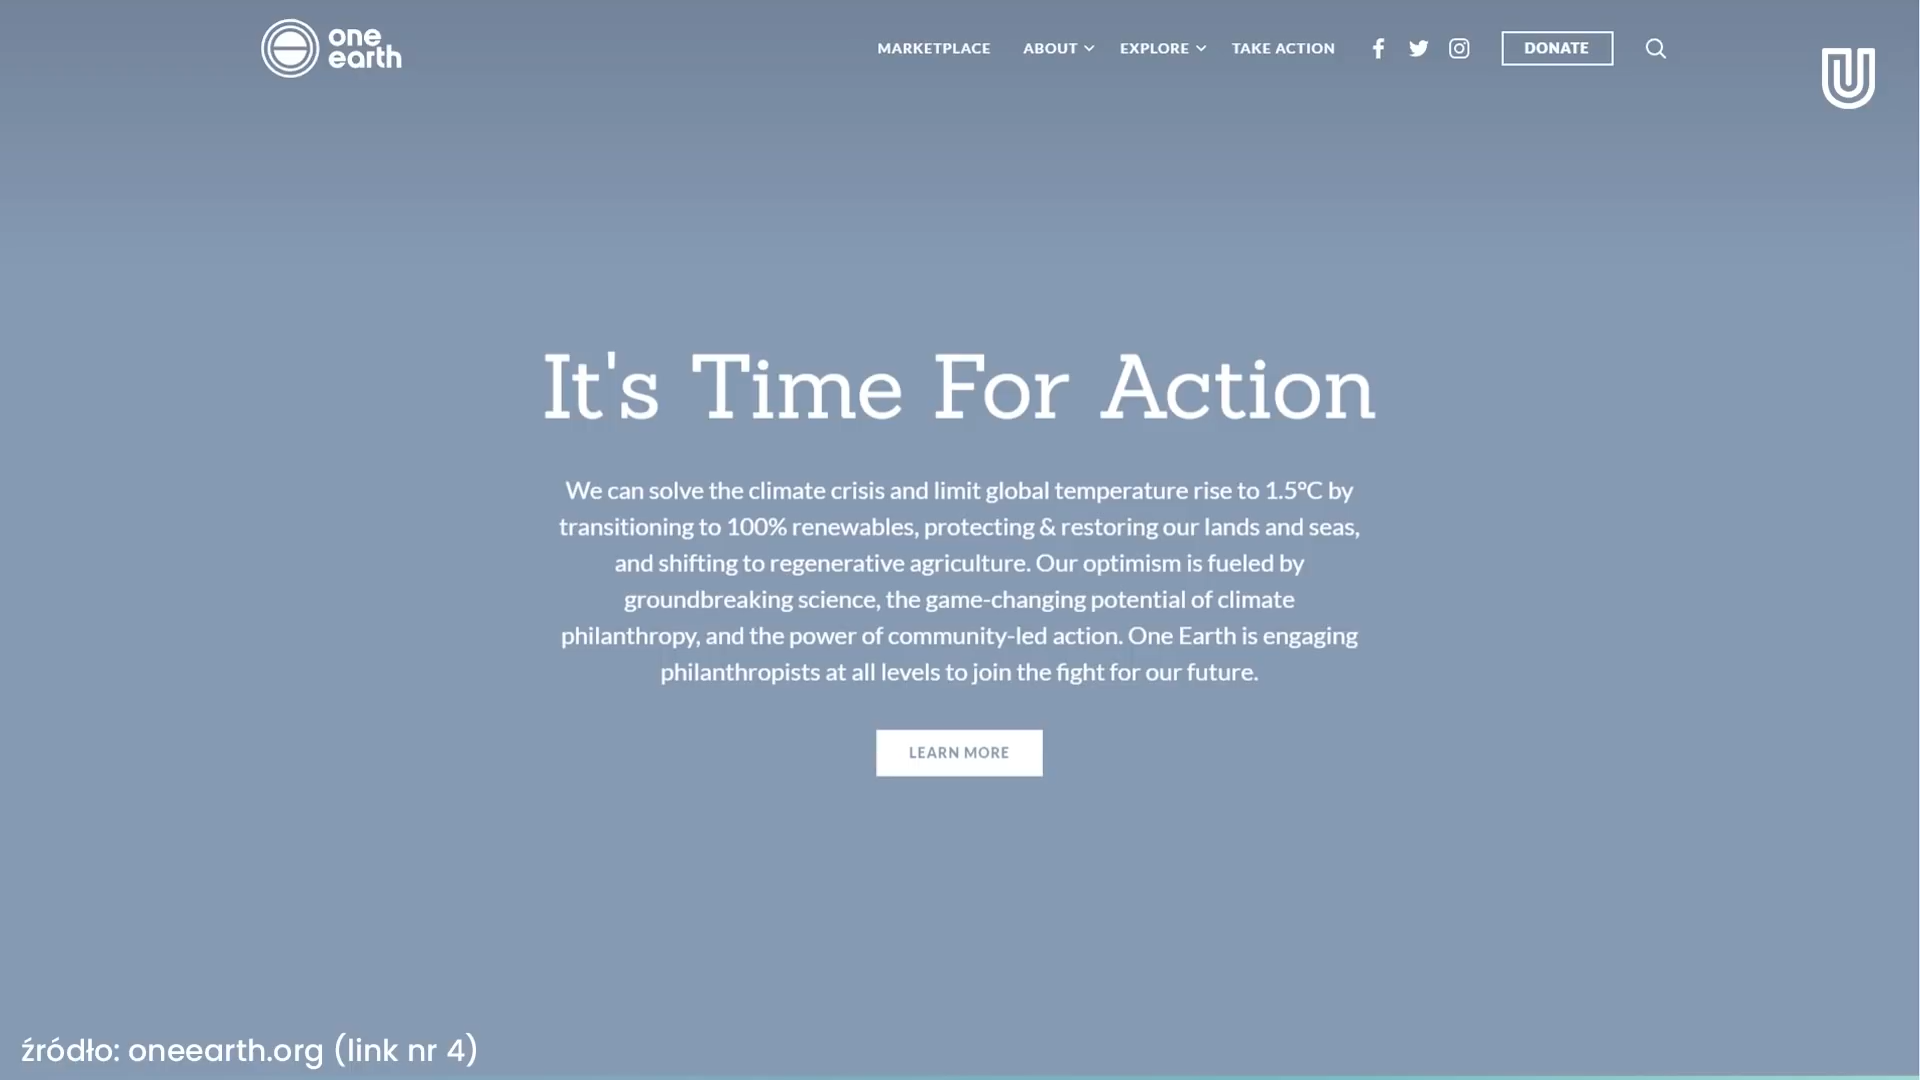 one
earth
MARKETPLACE
ABOUT
EXPLORE
TAKE ACTION
DONATE
It's Time For Action
We can solve the climate crisis and limit global temperature rise to 1.5ºC by
transitioning to 100% renewables, protecting & restoring our lands and seas,
and shifting to regenerative agriculture. Our optimism is fueled by
groundbreaking science, the game-changing potential of climate
philanthropy, and the power of community-led action. One Earth is engaging
philanthropists at all levels to join the fight for our future.
LEARN MORE
źródło: oneearth.org (link nr 4)